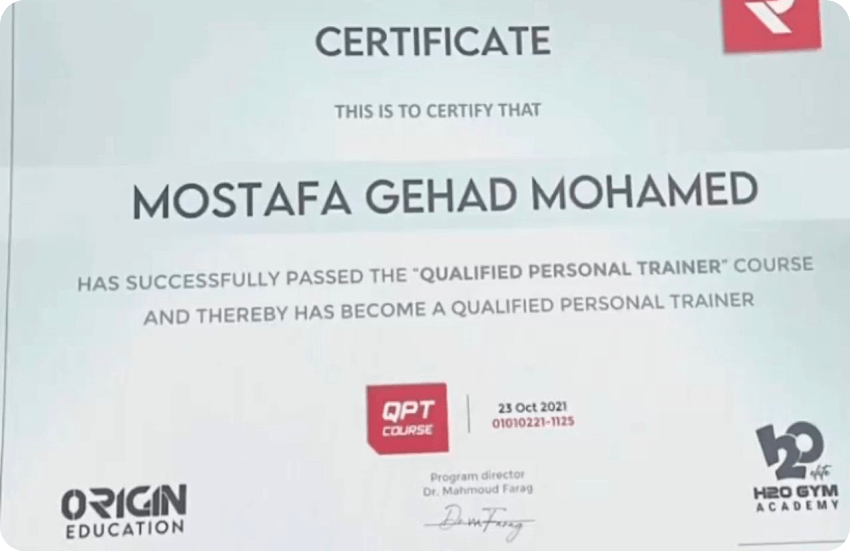 CERTIFICATE
THIS IS TO CERTIFY THAT
MOSTAFA GEHAD MOHAMED
HAS SUCCESSFULLY PASSED THE "QUALIFIED PERSONAL TRAINER" COURSE
AND THEREBY HAS BECOME A QUALIFIED PERSONAL TRAINER
QPT
COURSE
23 Oct 2021
01010221-1125
Program director
Dr. Mahmoud Farag
ORIGIN
EDUCATION
h2o
H2O GYM
ACADEMY